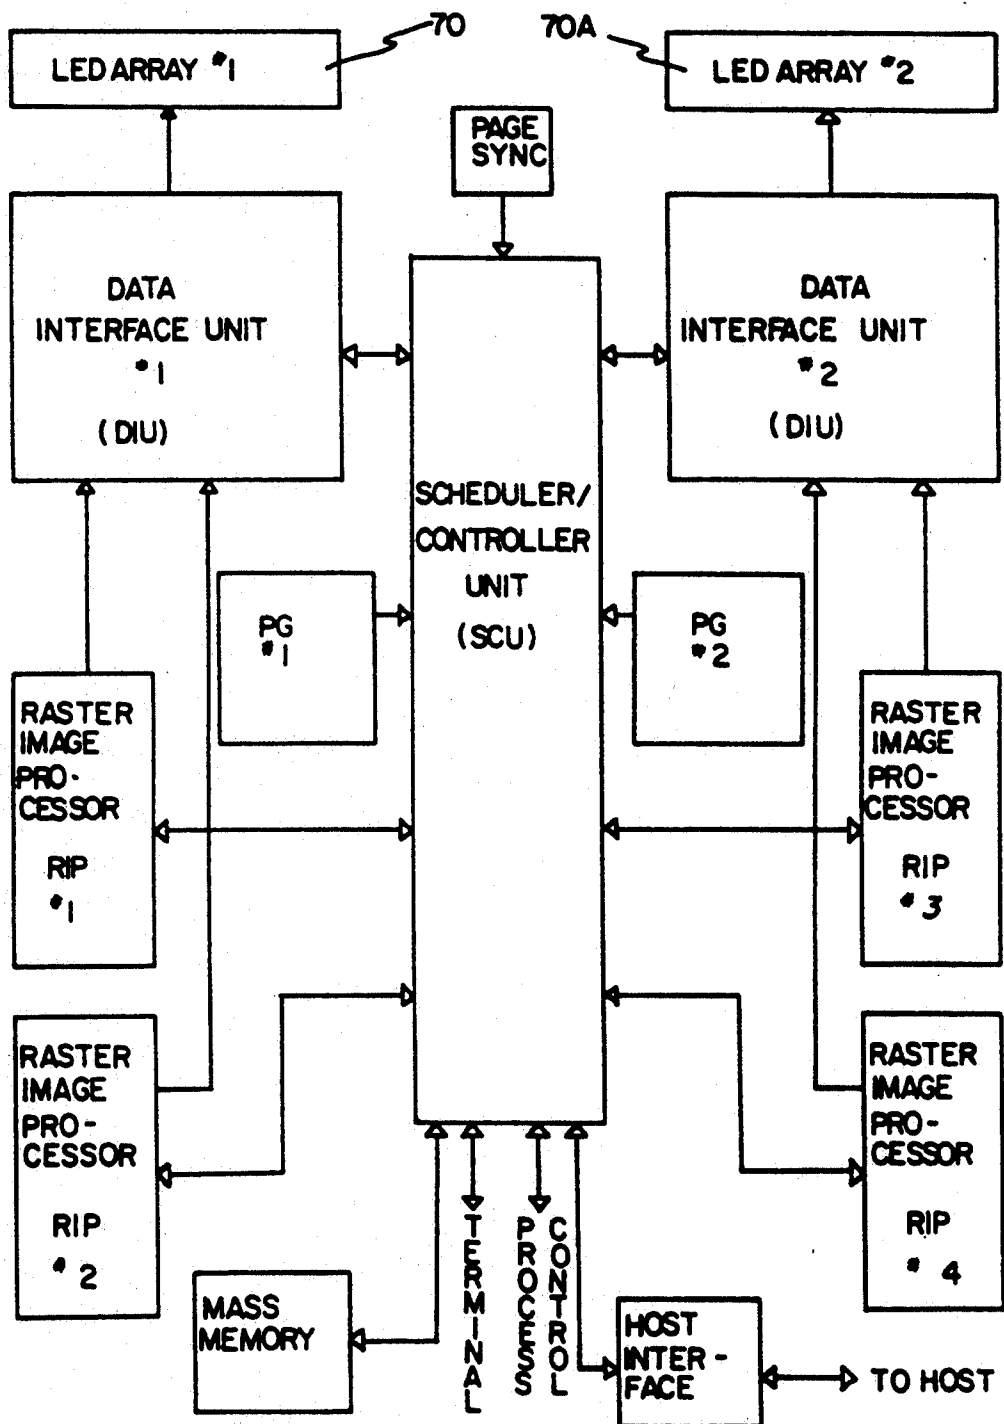 70
70A
LED ARRAY #1
LED ARRAY #2
PAGE
SYNC
DATA
INTERFACE UNIT
#1
(DIU)
DATA
INTERFACE UNIT
#2
(DIU)
SCHEDULER/
CONTROLLER
UNIT
(SCU)
PG
#1
PG
#2
RASTER
IMAGE
PRO-
CESSOR
RIP
#1
RASTER
IMAGE
PRO-
CESSOR
RIP
#3
RASTER
IMAGE
PRO-
CESSOR
RIP
#2
RASTER
IMAGE
PRO-
CESSOR
RIP
#4
MASS
MEMORY
TERMINAL
PROCESS
CONTROL
HOST
INTER-
FACE
TO HOST